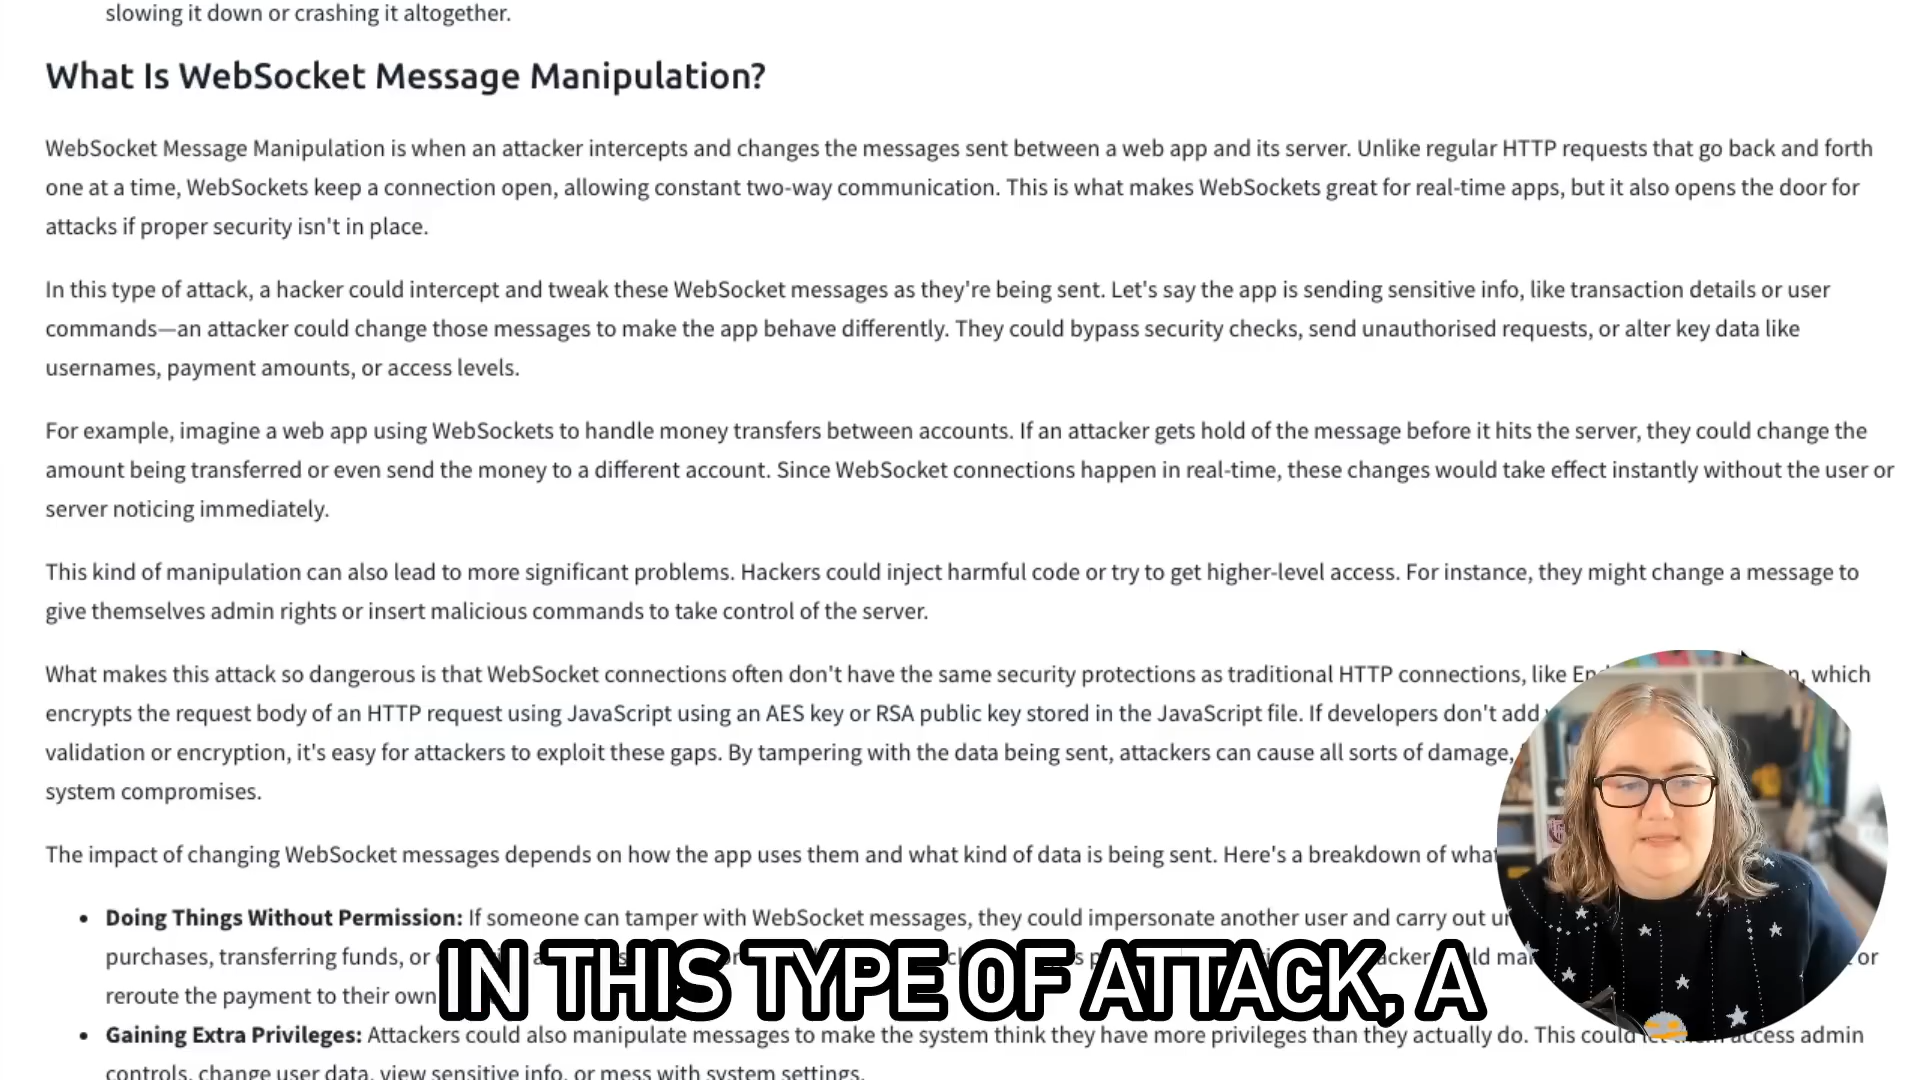 slowing it down or crashing it altogether.
What Is WebSocket Message Manipulation?
WebSocket Message Manipulation is when an attacker intercepts and changes the messages sent between a web app and its server. Unlike regular HTTP requests that go back and forth
one at a time, WebSockets keep a connection open, allowing constant two-way communication. This is what makes WebSockets great for real-time apps, but it also opens the door for
attacks if proper security isn't in place.
In this type of attack, a hacker could intercept and tweak these WebSocket messages as they're being sent. Let's say the app is sending sensitive info, like transaction details or user
commands—an attacker could change those messages to make the app behave differently. They could bypass security checks, send unauthorised requests, or alter key data like
usernames, payment amounts, or access levels.
For example, imagine a web app using WebSockets to handle money transfers between accounts. If an attacker gets hold of the message before it hits the server, they could change the
amount being transferred or even send the money to a different account. Since WebSocket connections happen in real-time, these changes would take effect instantly without the user or
server noticing immediately.
This kind of manipulation can also lead to more significant problems. Hackers could inject harmful code or try to get higher-level access. For instance, they might change a message to
give themselves admin rights or insert malicious commands to take control of the server.
What makes this attack so dangerous is that WebSocket connections often don't have the same security protections as traditional HTTP connections, like which
encrypts the request body of an HTTP request using JavaScript using an AES key or RSA public key stored in the JavaScript file. If developers don't add
validation or encryption, it's easy for attackers to exploit these gaps. By tampering with the data being sent, attackers can cause all sorts of damage,
system compromises.
The impact of changing WebSocket messages depends on how the app uses them and what kind of data is being sent. Here's a breakdown of what
• Doing Things Without Permission: If someone can tamper with WebSocket messages, they could impersonate another user and carry out
purchases, transferring funds, or or
reroute the payment to their own
IN THIS TYPE OF ATTACK, A
• Gaining Extra Privileges: Attackers could also manipulate messages to make the system think they have more privileges than they actually do. This could access admin
controls, change user data, view sensitive info, or mess with system settings.